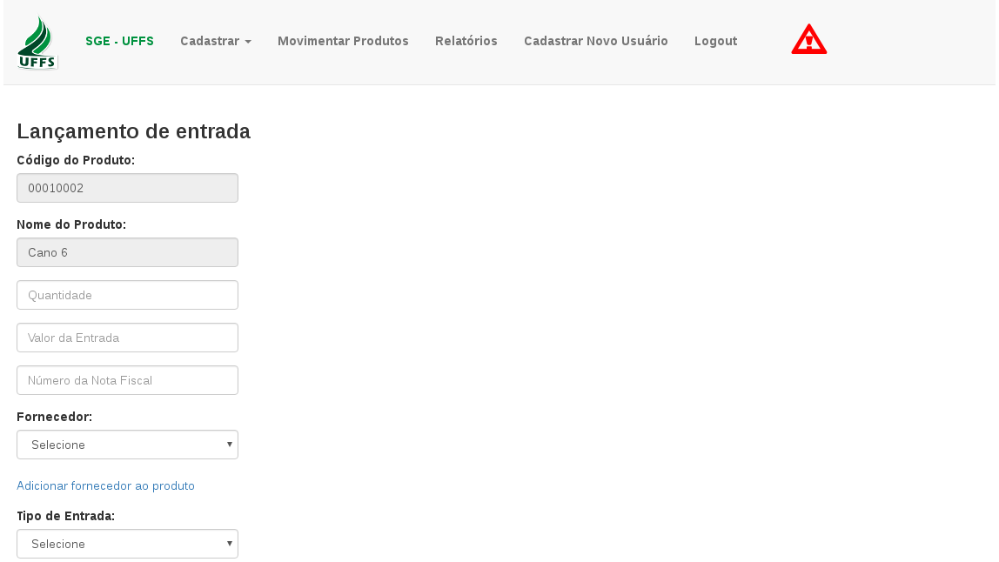 UFFS
SGE - UFFS Cadastrar Movimentar Produtos Relatórios Cadastrar Novo Usuário Logout
Lançamento de entrada
Código do Produto:
00010002
Nome do Produto:
Cano 6
Quantidade
Valor da Entrada
Número da Nota Fiscal
Fornecedor:
Selecione
Adicionar fornecedor ao produto
Tipo de Entrada:
Selecione